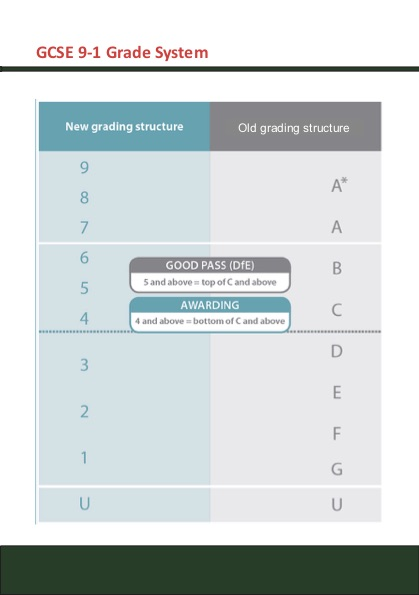 GCSE 9-1 Grade System
New grading structure
Old grading structure
9
8
7
6
5
4
3
2
1
U
A*
A
B
C
D
E
F
G
U
GOOD PASS (DfE)
5 and above = top of C and above
AWARDING
4 and above = bottom of C and above